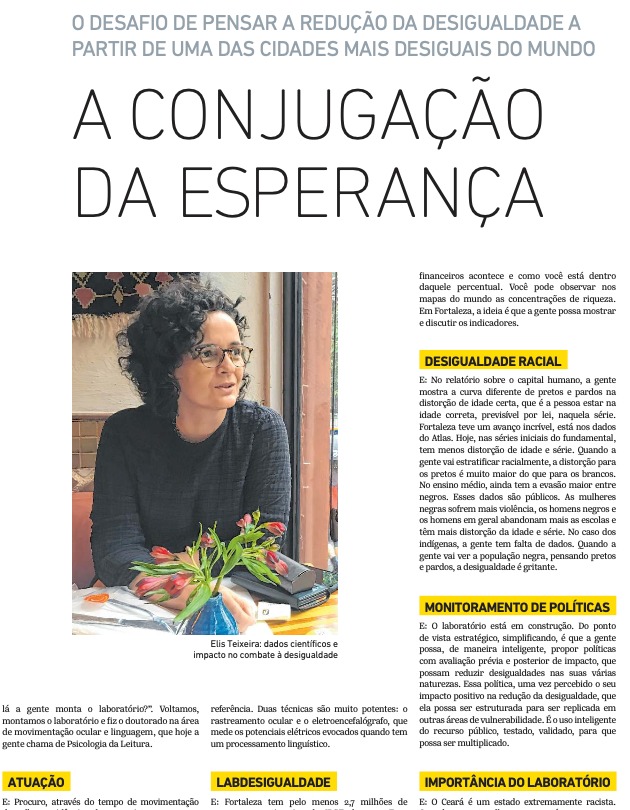 O DESAFIO DE PENSAR A REDUÇÃO DA DESIGUALDADE A
PARTIR DE UMA DAS CIDADES MAIS DESIGUAIS DO MUNDO
A CONJUGAÇÃO
DA ESPERANÇA
Elis Teixeira: dados científicos e
impacto no combate à desigualdade
lá a gente monta o laboratório?". Voltamos,
montamos o laboratório e fiz o doutorado na área
de movimentação ocular e linguagem, que hoje a
gente chama de Psicologia da Leitura.
ATUAÇÃO
E: Procuro, através do tempo de movimentação
referência. Duas técnicas são muito potentes: o
rastreamento ocular e o eletroencefalógrafo, que
mede os potenciais elétricos evocados quando tem
um processamento linguístico.
LABDESIGUALDADE
E: Fortaleza tem pelo menos 2,7 milhões de
financeiros acontece e como você está dentro
daquele percentual. Você pode observar nos
mapas do mundo as concentrações de riqueza.
Em Fortaleza, a ideia é que a gente possa mostrar
e discutir os indicadores.
DESIGUALDADE RACIAL
E: No relatório sobre o capital humano, a gente
mostra a curva diferente de pretos e pardos na
distorção de idade certa, que é a pessoa estar na
idade correta, previsível por lei, naquela série.
Fortaleza teve um avanço incrível, está nos dados
do Atlas. Hoje, nas séries iniciais do fundamental,
tem menos distorção de idade e série. Quando a
gente vai estratificar racialmente, a distorção para
os pretos é muito maior do que para os brancos.
No ensino médio, ainda tem a evasão maior entre
negros. Esses dados são públicos. As mulheres
negras sofrem mais violência, os homens negros e
os homens em geral abandonam mais as escolas e
têm mais distorção da idade e série. No caso dos
indígenas, a gente tem falta de dados. Quando a
gente vai ver a população negra, pensando pretos
e pardos, a desigualdade é gritante.
MONITORAMENTO DE POLÍTICAS
E: O laboratório está em construção. Do ponto
de vista estratégico, simplificando, é que a gente
possa, de maneira inteligente, propor políticas
com avaliação prévia e posterior de impacto, que
possam reduzir desigualdades nas suas várias
naturezas. Essa política, uma vez percebido o seu
impacto positivo na redução da desigualdade, que
ela possa ser estruturada para ser replicada em
outras áreas de vulnerabilidade. É o uso inteligente
do recurso público, testado, validado, para que
possa ser multiplicado.
IMPORTÂNCIA DO LABORATÓRIO
E: O Ceará é um estado extremamente racista.